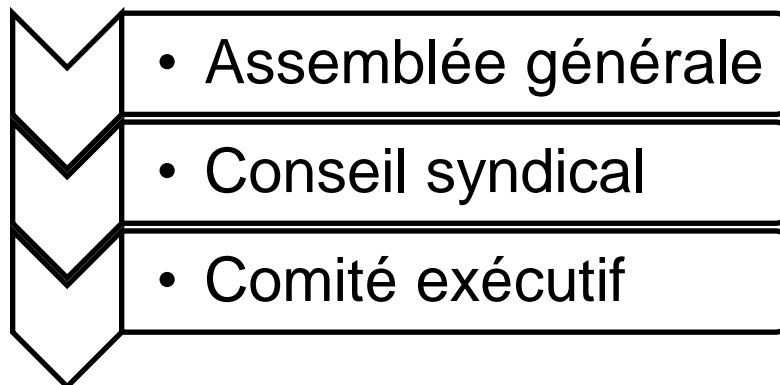 • Assemblée générale
• Conseil syndical
• Comité exécutif